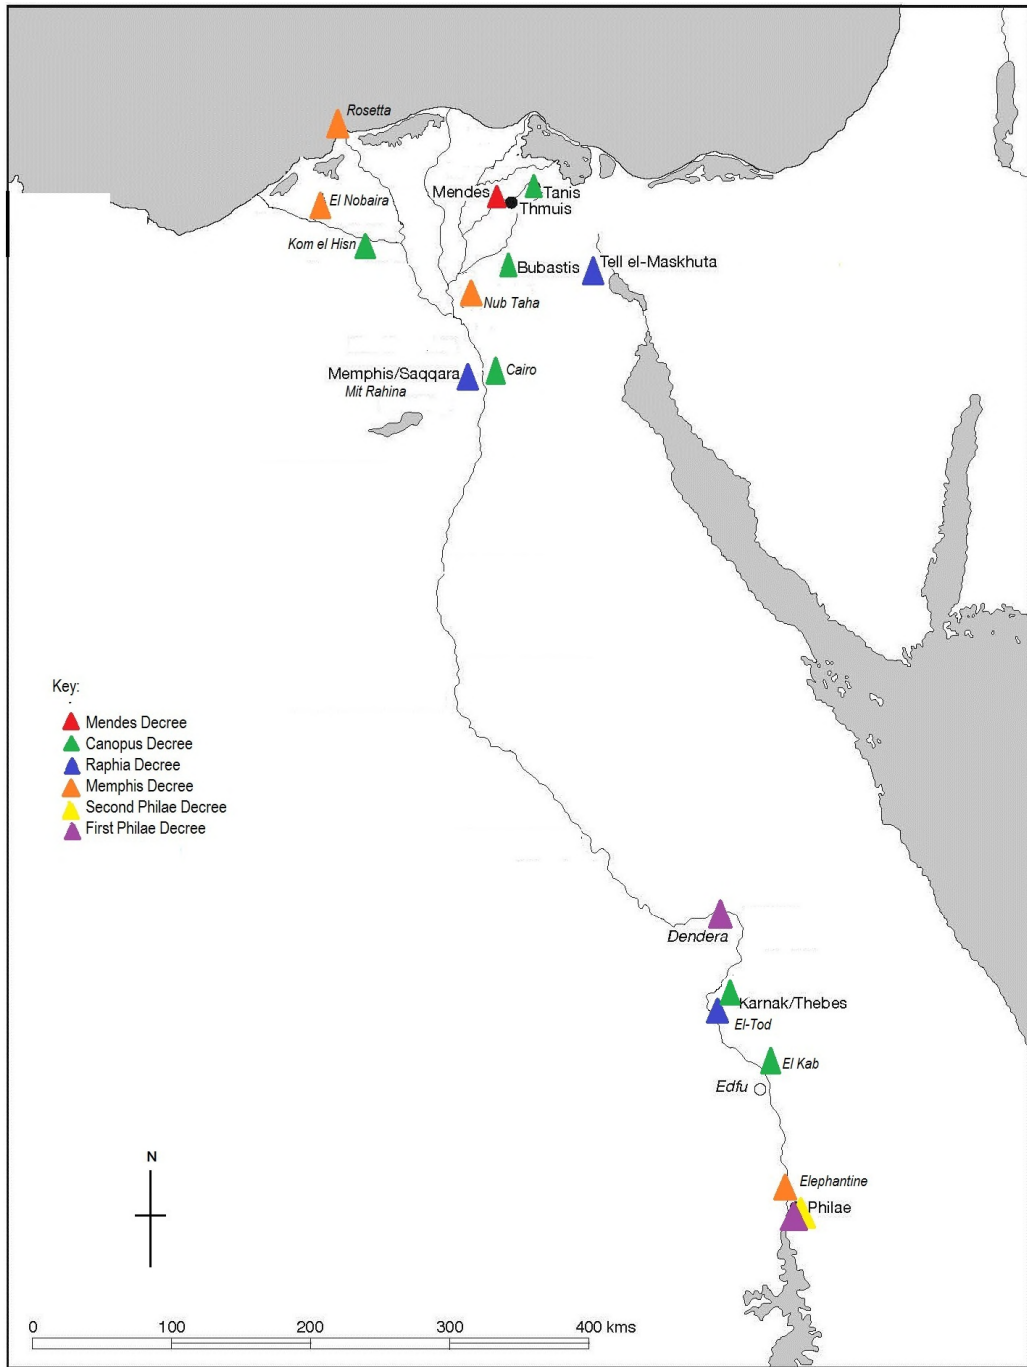 Rosetta
El Nobaira
Mendes
Tanis
Thmuis
Kom el Hisn
Bubastis
Tell el-Maskhuta
Nub Taha
Memphis/Saqqara
Mit Rahina
Cairo
Key:
Mendes Decree
Canopus Decree
Raphia Decree
Memphis Decree
Second Philae Decree
First Philae Decree
Dendera
Karnak/Thebes
El-Tod
El Kab
Edfu
Elephantine
Philae
N
0 100 200 300 400 kms